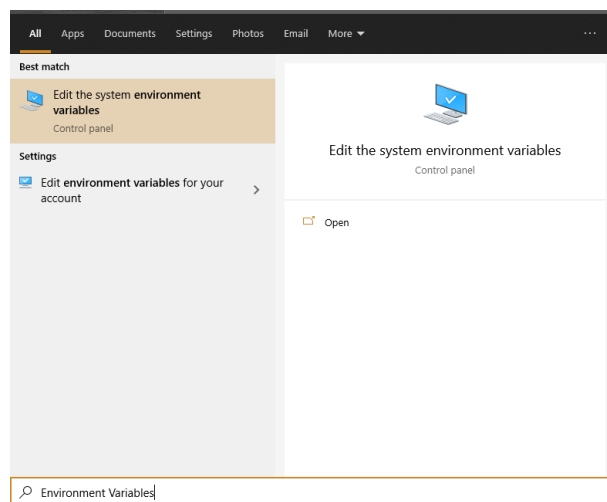 All Apps Documents Settings Photos Email More ...
Best match
Edit the system environment
variables
Control panel
Settings
Edit environment variables for your
account
Edit the system environment variables
Control panel
Open
Environment Variables